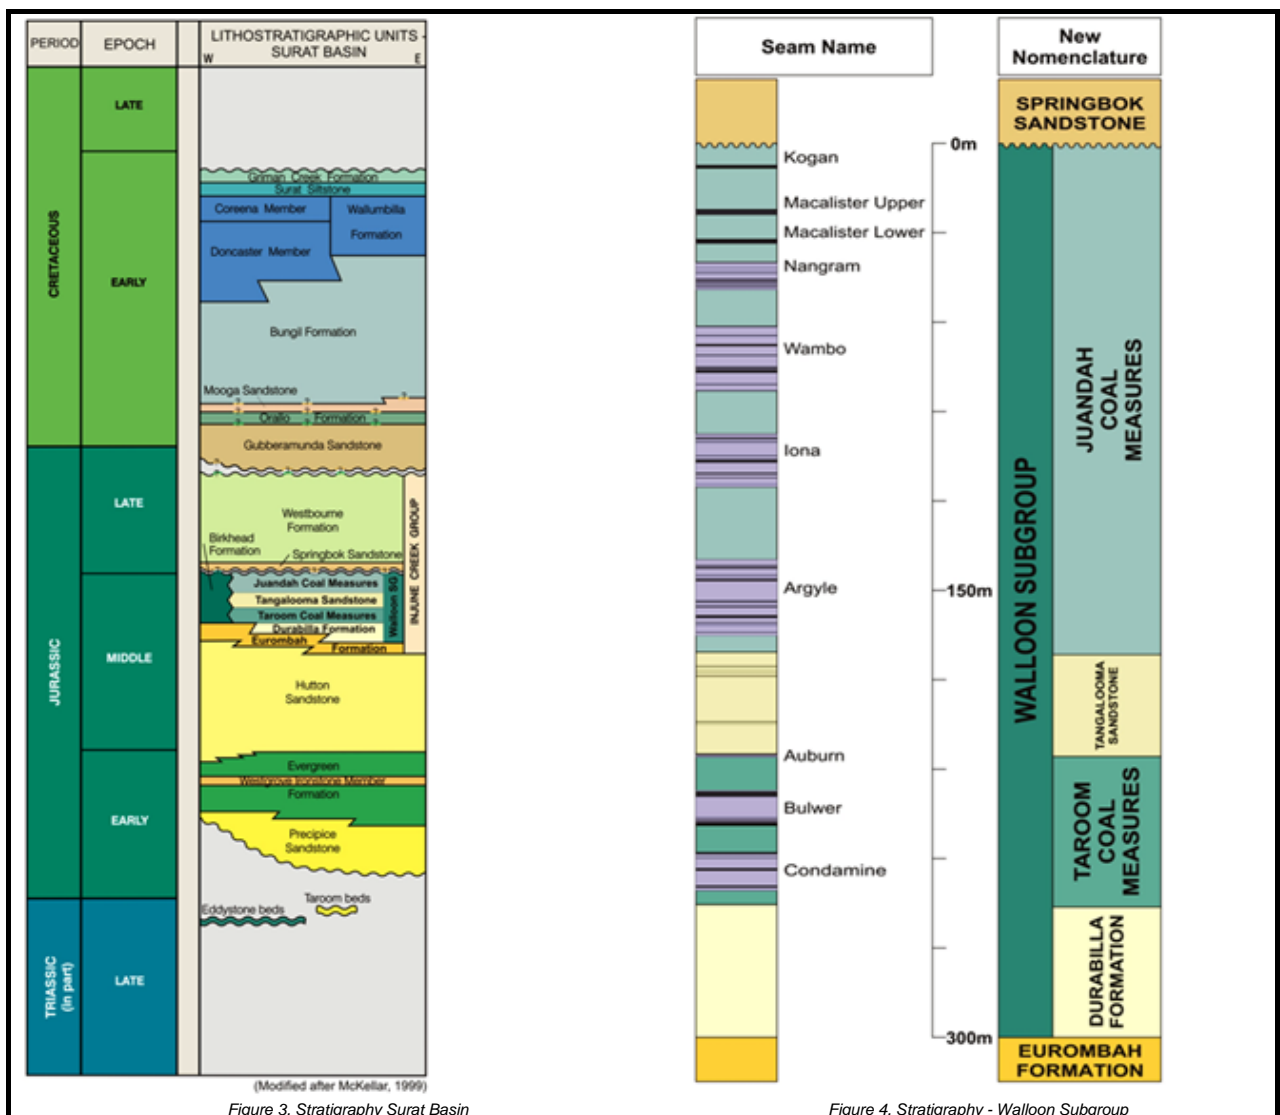 PERIOD
EPOCH
LITHOSTRATIGRAPHIC UNITS -
SURAT BASIN
W
E
CRETACEOUS
LATE
EARLY
JURASSIC
LATE
MIDDLE
EARLY
TRIASSIC
(in part)
LATE
Griman Creek Formation
Surat Siltstone
Coreena Member
Wallumbilla
Formation
Doncaster Member
Bungil Formation
Mooga Sandstone
? ? ?
?
? ? ?
Orallo Formation
Gubberamunda Sandstone
? ? ?
Westbourne
Formation
Birkhead
Formation
Springbok Sandstone
? ? ?
INJUNE CREEK GROUP
Juandah Coal Measures
Tangalooma Sandstone
Taroom Coal Measures
Walloon SG
Durabilla Formation
Eurombah
Formation
Hutton
Sandstone
Evergreen
Westgrove Ironstone Member
Formation
Precipice
Sandstone
Taroom beds
Eddystone beds
(Modified after McKellar, 1999)
Figure 3. Stratigraphy Surat Basin
Seam Name
Kogan
Macalister Upper
Macalister Lower
Nangram
Wambo
Iona
Argyle
Auburn
Bulwer
Condamine
0m
150m
300m
New
Nomenclature
SPRINGBOK
SANDSTONE
WALLOON SUBGROUP
JUANDAH
COAL
MEASURES
TANGALOOMA
SANDSTONE
TAROOM
COAL
MEASURES
DURABILLA
FORMATION
EUROMBAH
FORMATION
Figure 4. Stratigraphy - Walloon Subgroup